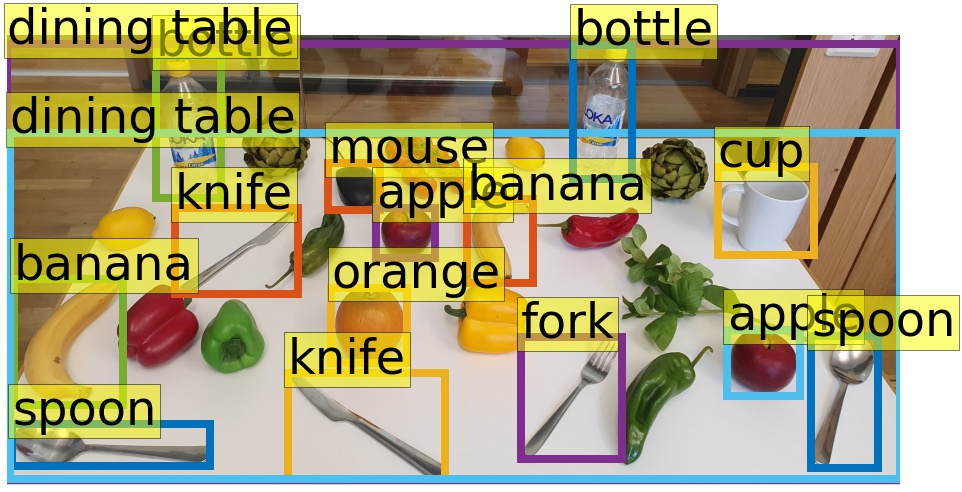 dining table
bottle
bottle
dining table
mouse
cup
knife
apple
banana
banana
orange
fork
apple
spoon
knife
spoon
OKA
OKA